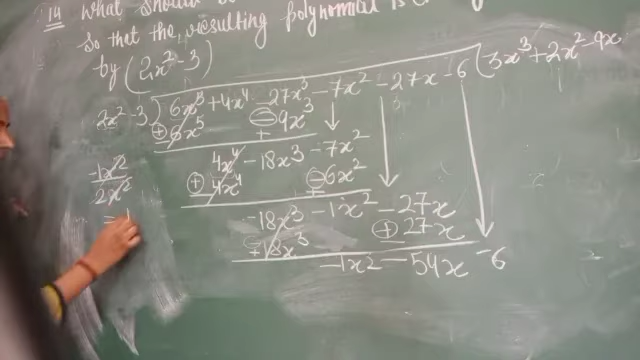 14 What should
so that the resulting polynomial is
by (2x² - 3)
2x² - 3) 6x⁵ + 4x⁴ - 27x³ - 7x² - 27x - 6 (3x³ + 2x² - 9x
⊕ 6x⁵ ⊖ 9x³
- +
4x⁴ - 18x³ - 7x²
⊕ 4x⁴ ⊖ 6x²
- +
-18x³ - 1x² - 27x
-18x³ ⊕ 27x
+ -
-1x² - 54x - 6
-1x²
2x²
= 1